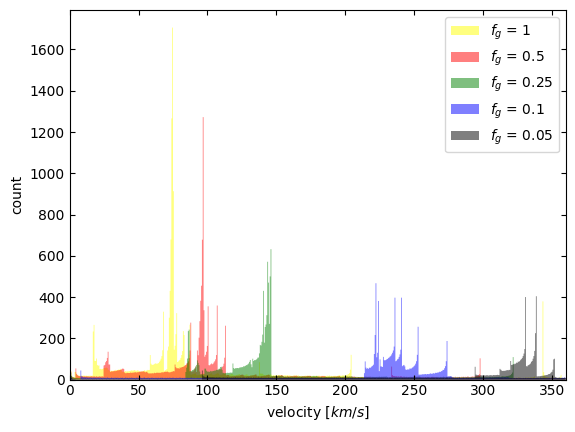 1600
1400
1200
1000
800
600
400
200
0
count
0 50 100 150 200 250 300 350
velocity [km/s]
f_g = 1
f_g = 0.5
f_g = 0.25
f_g = 0.1
f_g = 0.05